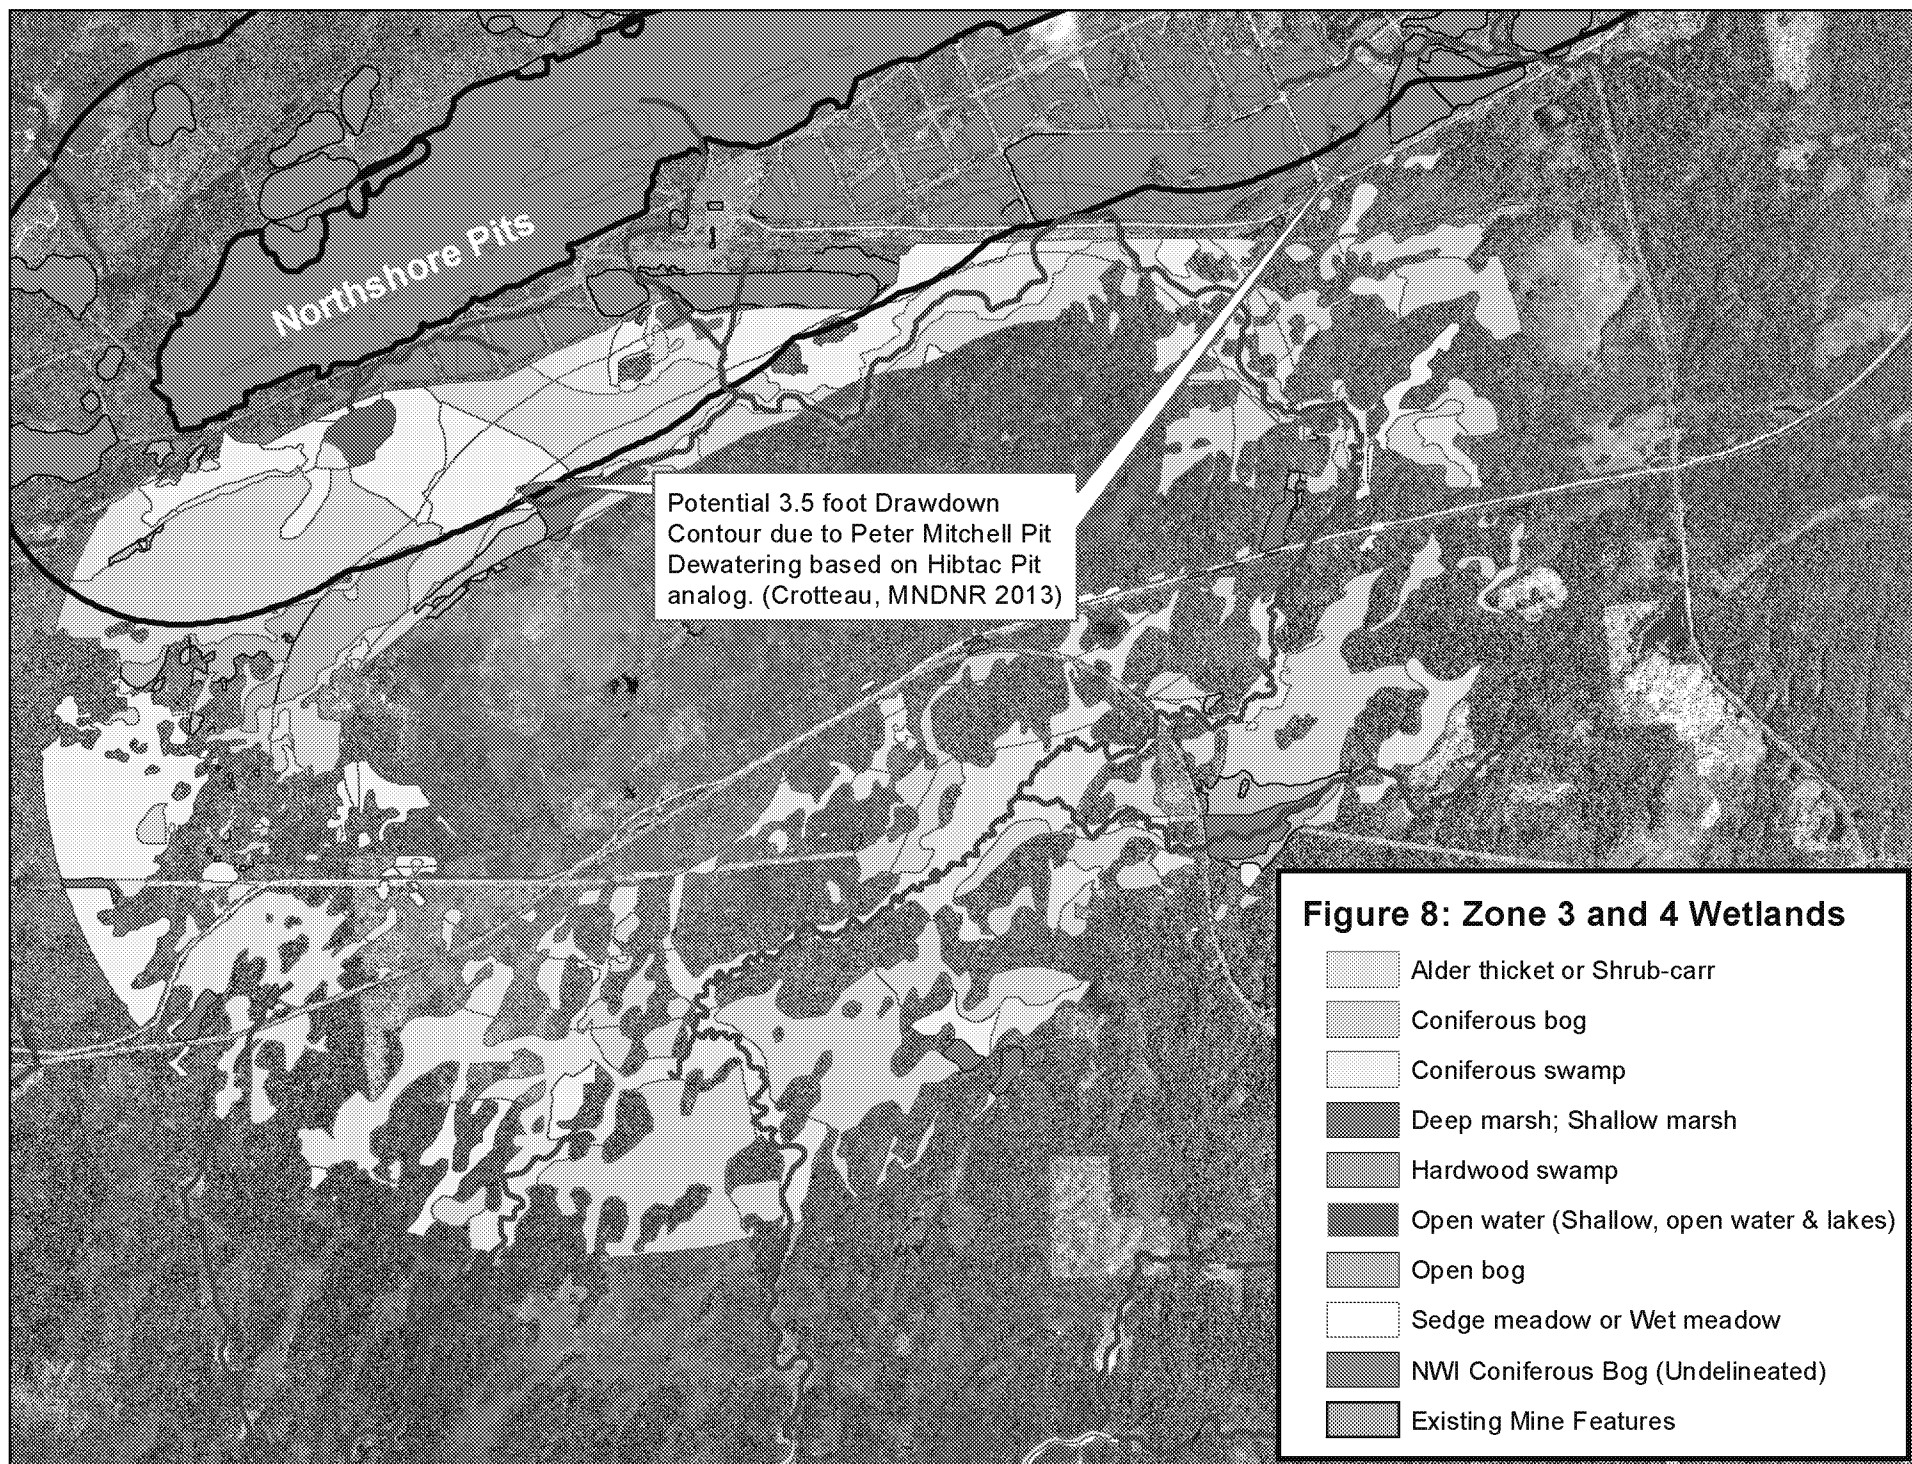 Northshore Pits
Potential 3.5 foot Drawdown
Contour due to Peter Mitchell Pit
Dewatering based on Hibtac Pit
analog. (Crotteau, MNDNR 2013)
Figure 8: Zone 3 and 4 Wetlands
Alder thicket or Shrub-carr
Coniferous bog
Coniferous swamp
Deep marsh; Shallow marsh
Hardwood swamp
Open water (Shallow, open water & lakes)
Open bog
Sedge meadow or Wet meadow
NWI Coniferous Bog (Undelineated)
Existing Mine Features